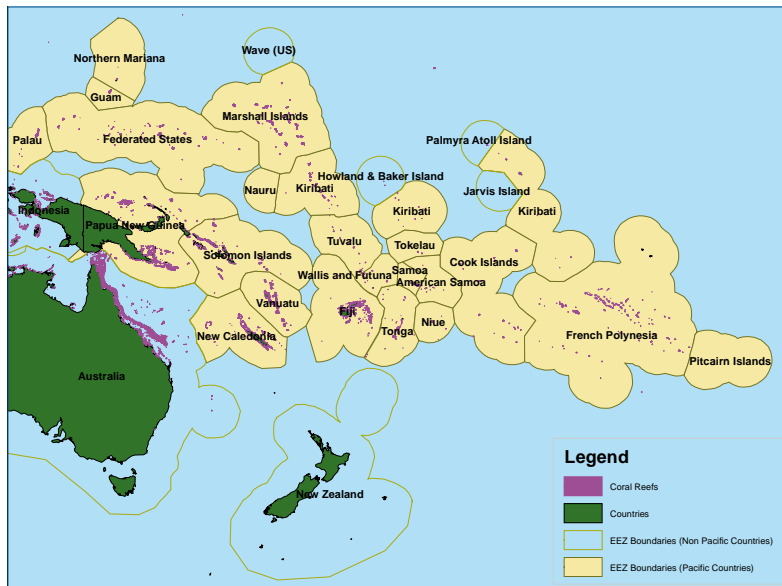 Northern Mariana
Wave (US)
Guam
Marshall Islands
Palau
Federated States
Palmyra Atoll Island
Howland & Baker Island
Nauru
Kiribati
Jarvis Island
Indonesia
Papua New Guinea
Kiribati
Kiribati
Tuvalu
Tokelau
Solomon Islands
Cook Islands
Wallis and Futuna
Samoa
American Samoa
Vanuatu
Fiji
New Caledonia
Tonga
Niue
French Polynesia
Pitcairn Islands
Australia
New Zealand
Legend
Coral Reefs
Countries
EEZ Boundaries (Non Pacific Countries)
EEZ Boundaries (Pacific Countries)